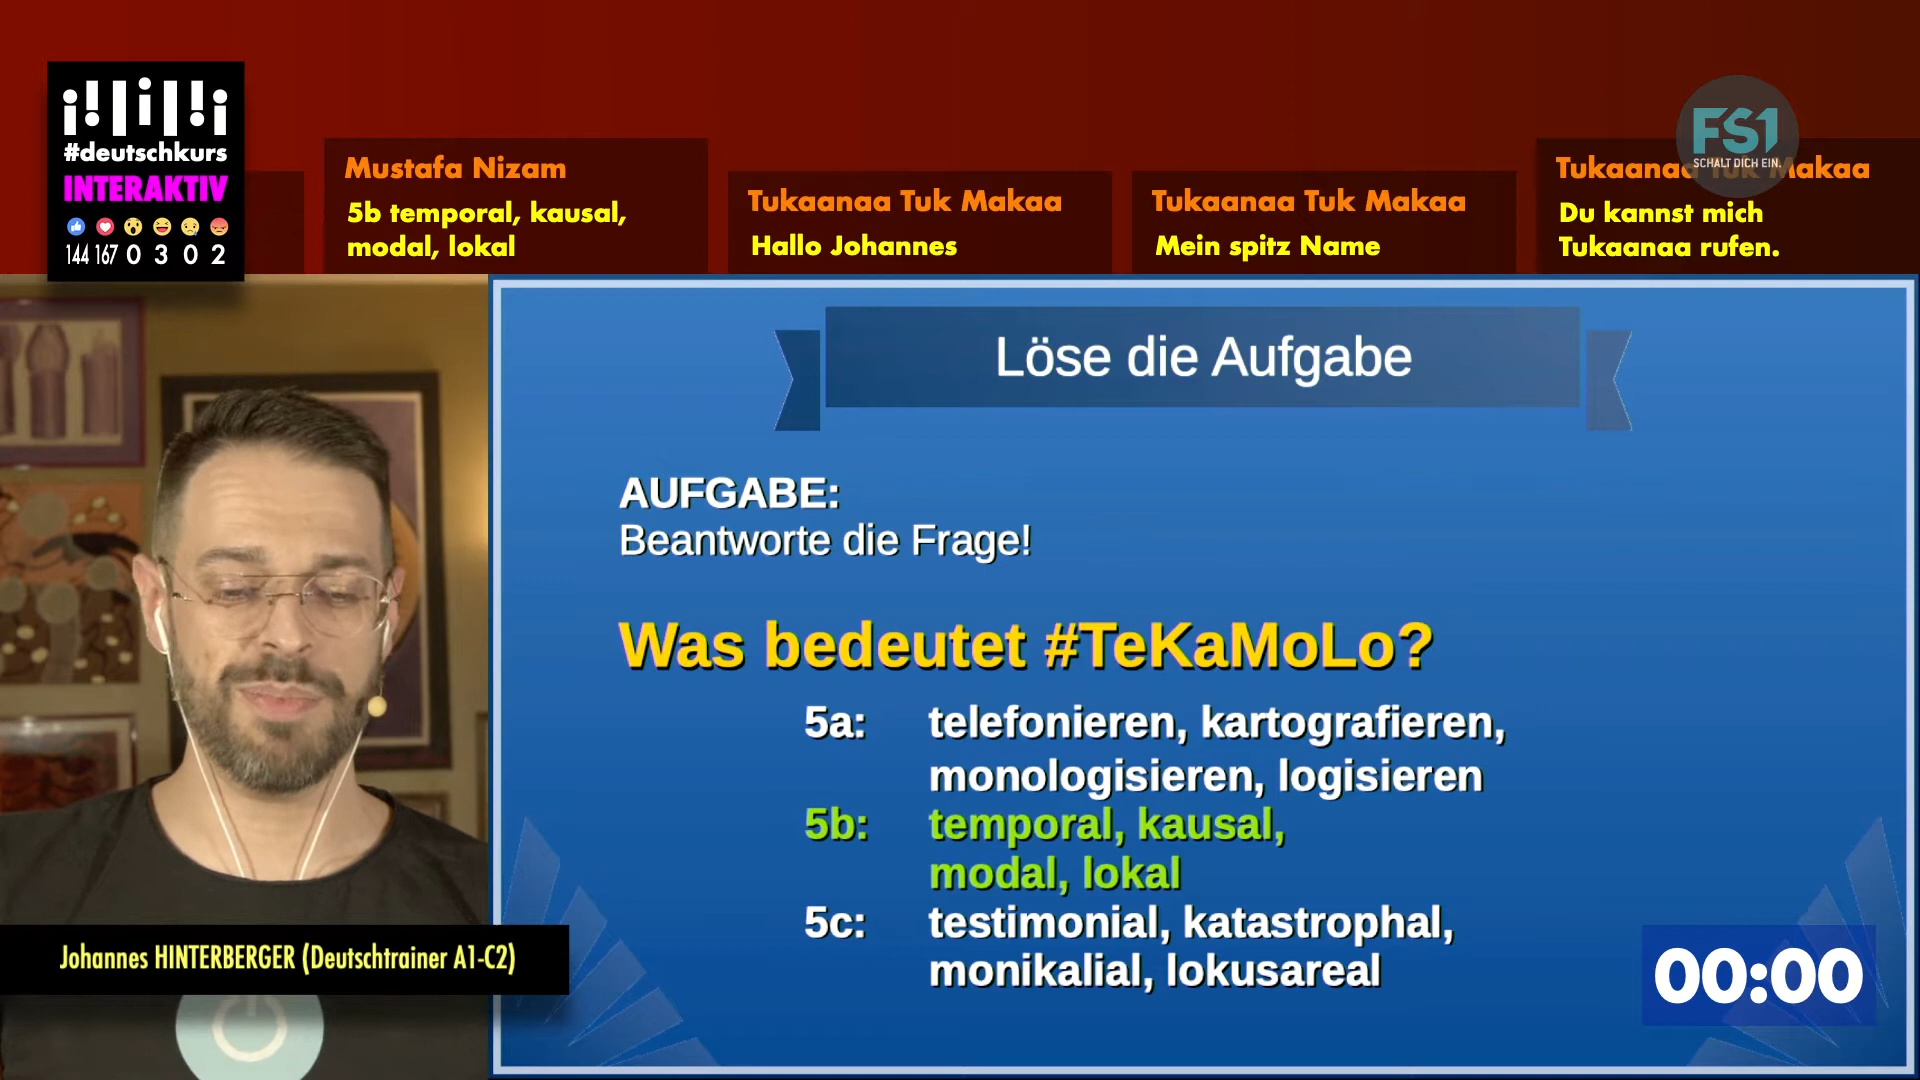 #deutschkurs
INTERAKTIV
144 167 0 3 0 2
Mustafa Nizam
5b temporal, kausal,
modal, lokal
Tukaanaa Tuk Makaa
Hallo Johannes
Tukaanaa Tuk Makaa
Mein spitz Name
Tukaanaa Tuk Makaa
Du kannst mich
Tukaanaa rufen.
FS1
SCHALT DICH EIN.
Löse die Aufgabe
AUFGABE:
Beantworte die Frage!
Was bedeutet #TeKaMoLo?
5a: telefonieren, kartografieren,
monologisieren, logisieren
5b: temporal, kausal,
modal, lokal
5c: testimonial, katastrophal,
monikalial, lokusareal
Johannes HINTERBERGER (Deutschtrainer A1-C2)
00:00